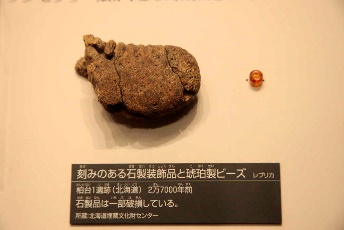 刻みのある石製装飾品と琥珀製ビーズ レプリカ
柏台1遺跡(北海道) 2万7000年前
石製品は一部破損している。
所蔵:北海道埋蔵文化財センター